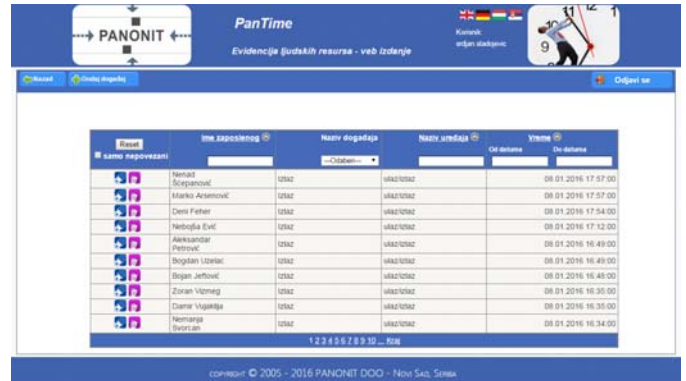 PANONIT
PanTime
Evidencija ljudskih resursa - veb izdanje
Korisnik:
srdjan sladojevic
12
1
9
Nazad
Dodaj događaj
Odjavi se
Reset
samo nepovezani
Ime zaposlenog
Naziv događaja
---Odaberi---
Naziv uređaja
Vreme
Od datuma
Do datuma
Nenad Šćepanović Izlaz ulaz/izlaz 08.01.2016 17:57:00
Marko Arsenović Izlaz ulaz/izlaz 08.01.2016 17:57:00
Deni Feher Izlaz ulaz/izlaz 08.01.2016 17:54:00
Nebojša Ević Izlaz ulaz/izlaz 08.01.2016 17:12:00
Aleksandar Petrović Izlaz ulaz/izlaz 08.01.2016 16:49:00
Bogdan Uzelac Izlaz ulaz/izlaz 08.01.2016 16:49:00
Bojan Jeftović Izlaz ulaz/izlaz 08.01.2016 16:48:00
Zoran Vizmeg Izlaz ulaz/izlaz 08.01.2016 16:35:00
Damir Vujaklija Izlaz ulaz/izlaz 08.01.2016 16:35:00
Nemanja Svorcan Izlaz ulaz/izlaz 08.01.2016 16:34:00
1 2 3 4 5 6 7 8 9 10 ... Kraj
COPYRIGHT © 2005 - 2016 PANONIT DOO - NOVI SAD, SERBIA